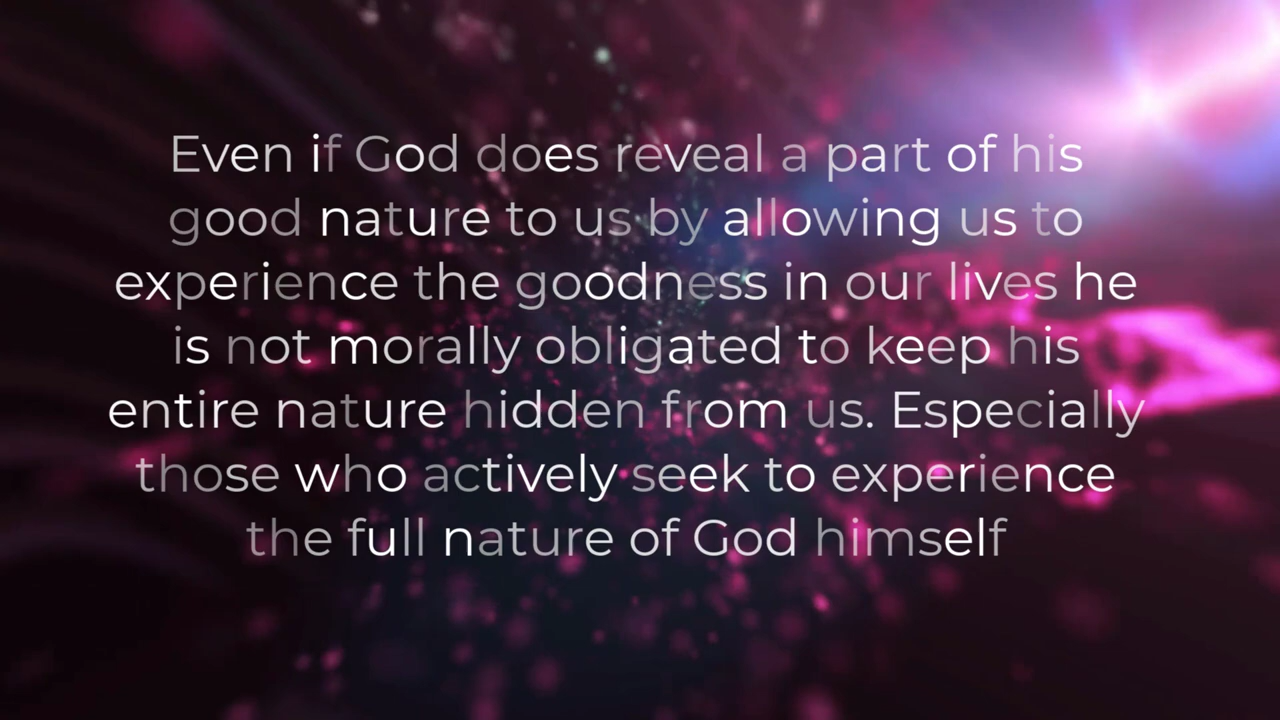 Even if God does reveal a part of his
good nature to us by allowing us to
experience the goodness in our lives he
is not morally obligated to keep his
entire nature hidden from us. Especially
those who actively seek to experience
the full nature of God himself